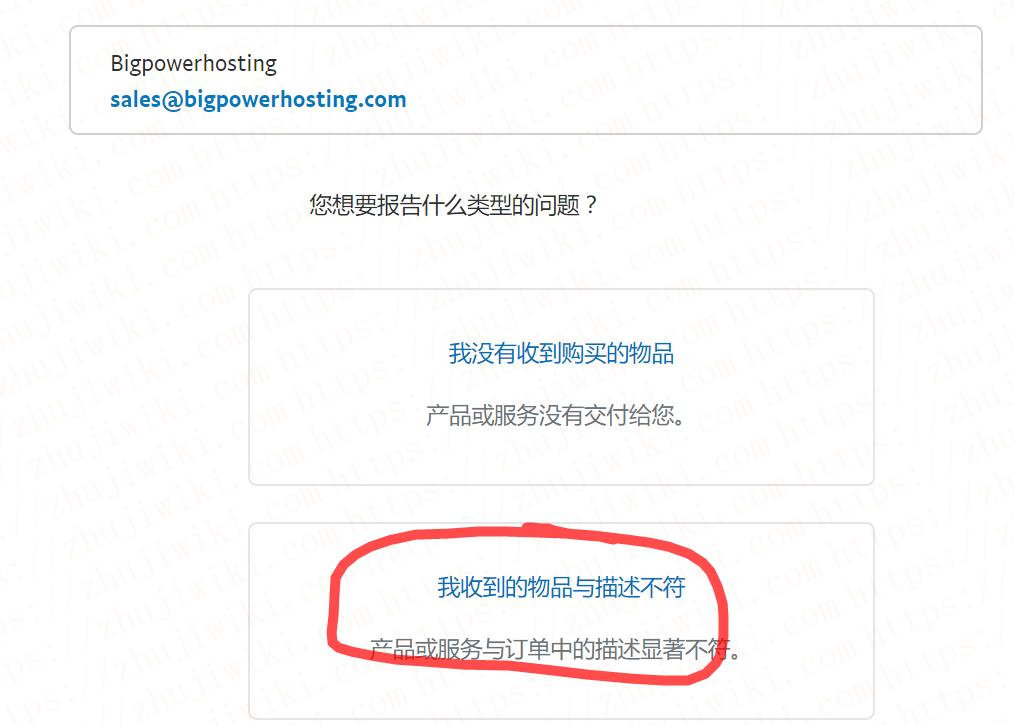 Bigpowerhosting
sales@bigpowerhosting.com
您想要报告什么类型的问题？
我没有收到购买的物品
产品或服务没有交付给您。
我收到的物品与描述不符
产品或服务与订单中的描述显著不符。
https://zhujiwiki.com